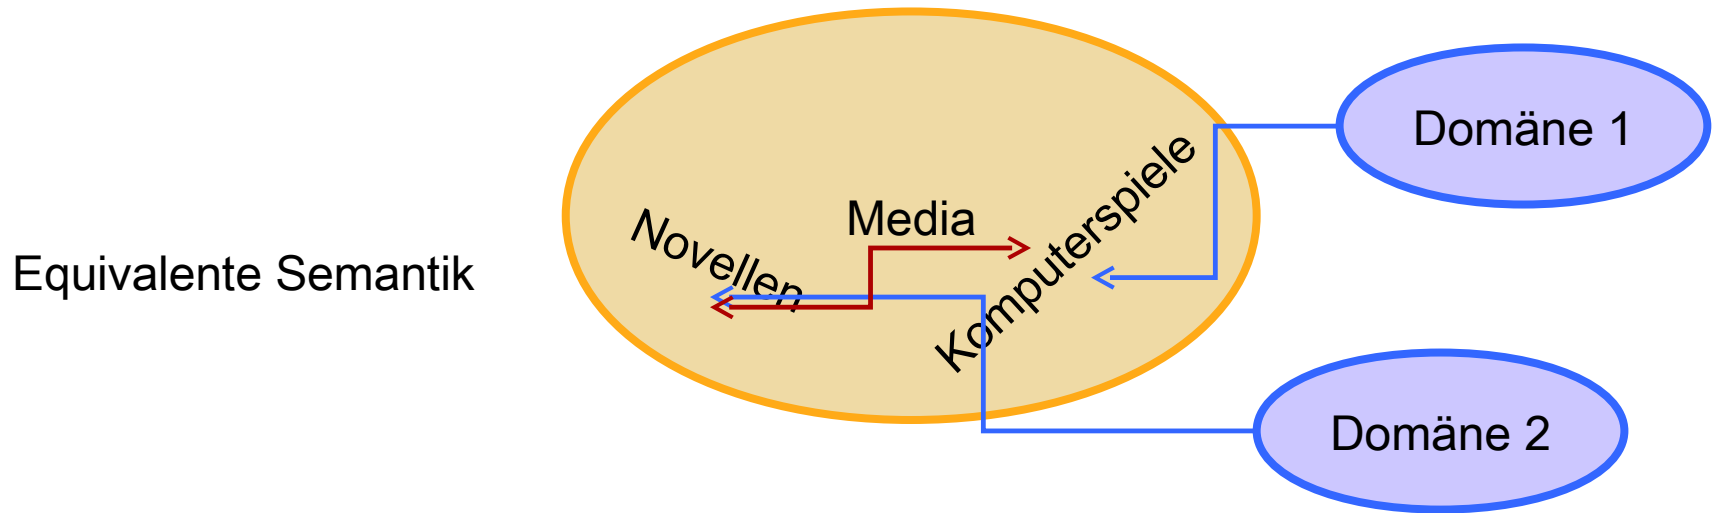 Equivalente Semantik
Novellen
Media
Komputerspiele
Domäne 1
Domäne 2